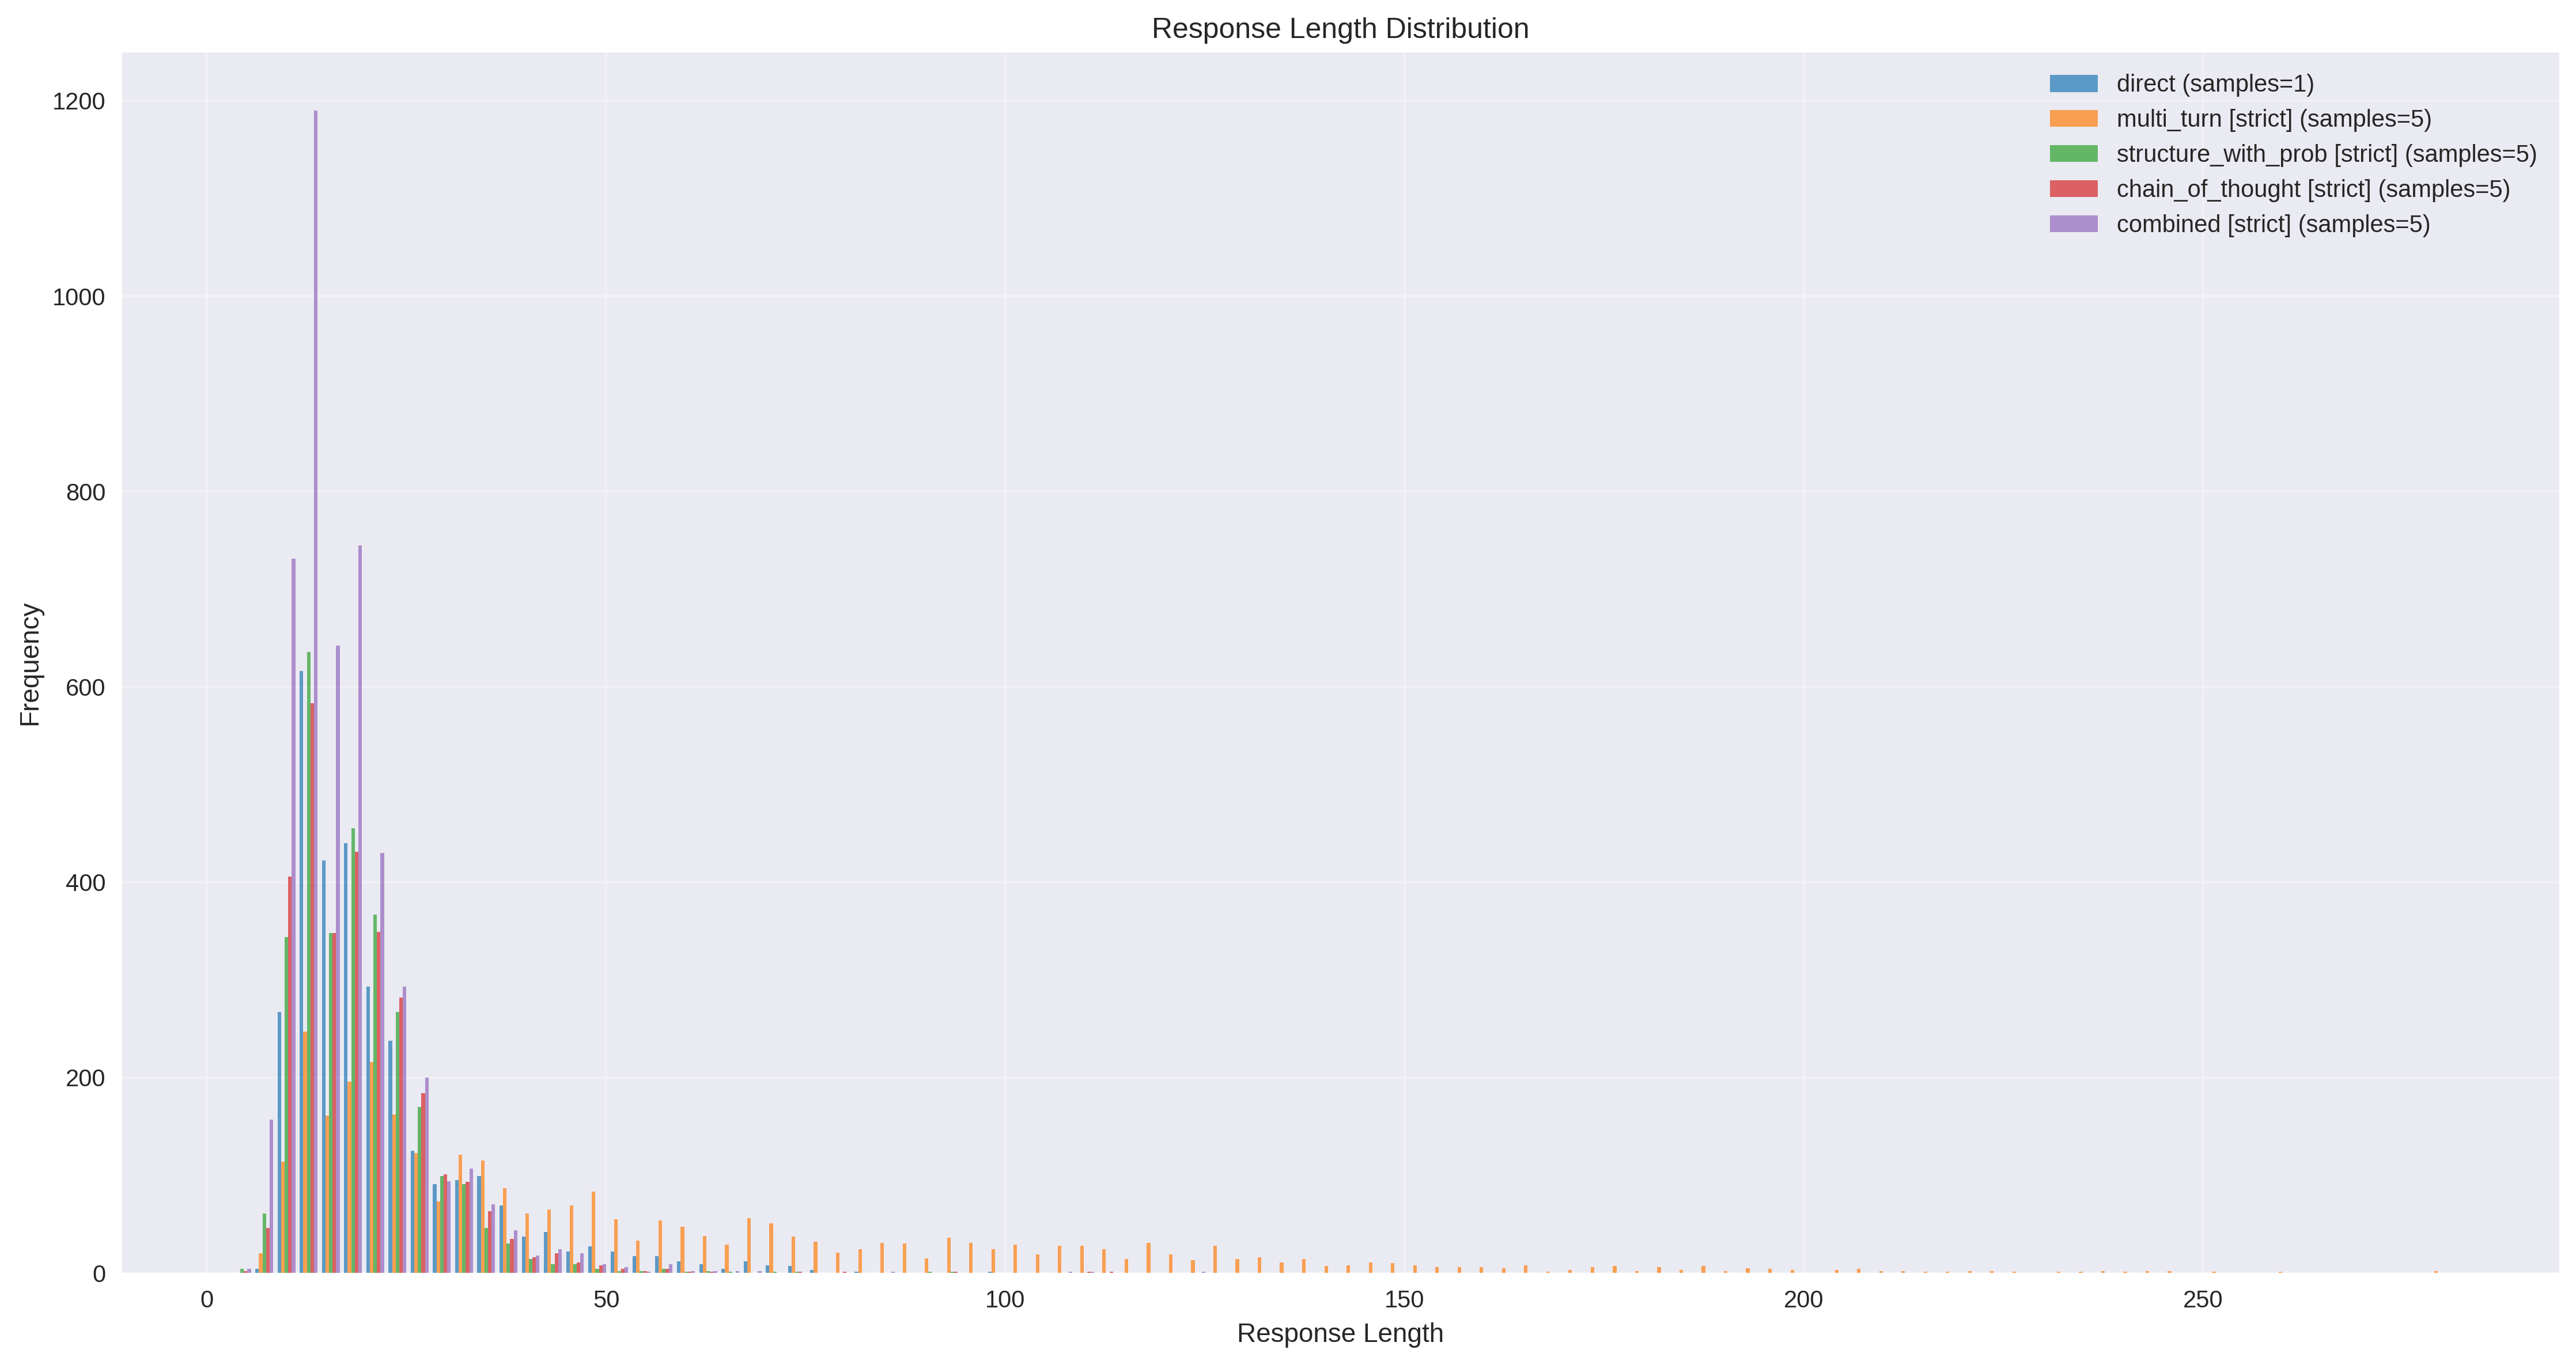 Response Length Distribution
1200
1000
800
600
400
200
0
Frequency
direct (samples=1)
multi_turn [strict] (samples=5)
structure_with_prob [strict] (samples=5)
chain_of_thought [strict] (samples=5)
combined [strict] (samples=5)
0 50 100 150 200 250
Response Length